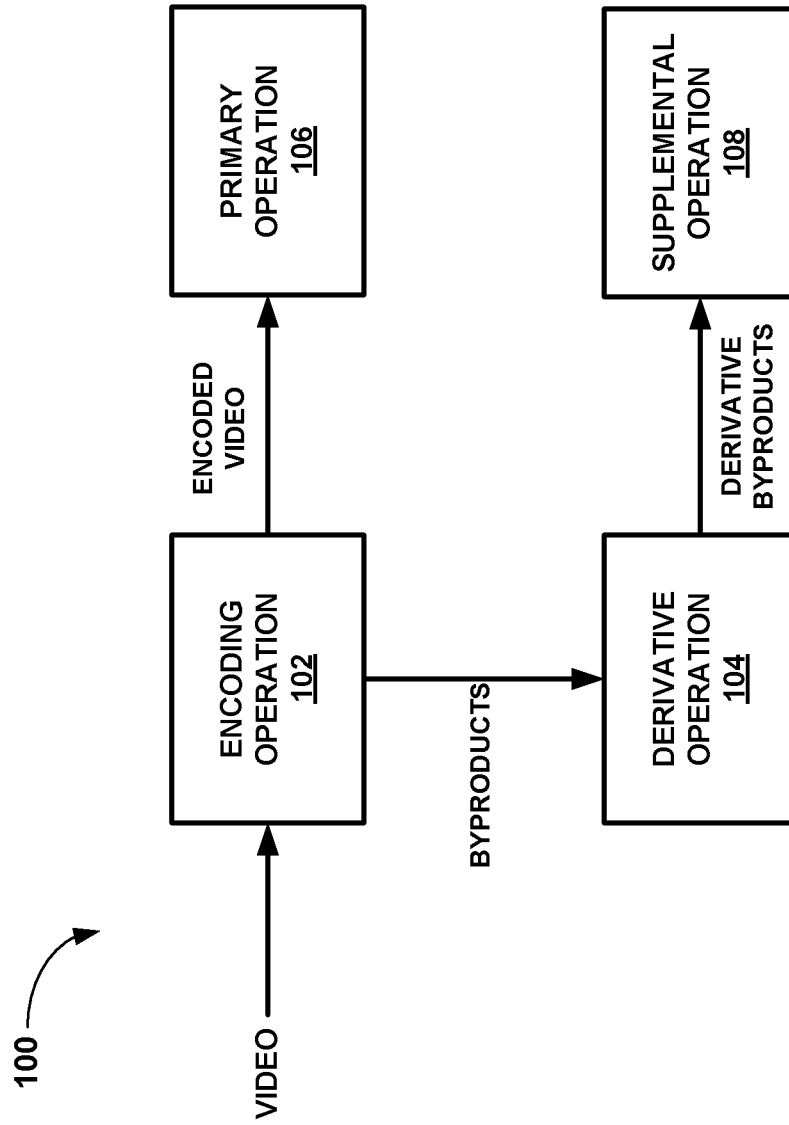 100
VIDEO
ENCODING
OPERATION
102
ENCODED
VIDEO
PRIMARY
OPERATION
106
BYPRODUCTS
DERIVATIVE
OPERATION
104
DERIVATIVE
BYPRODUCTS
SUPPLEMENTAL
OPERATION
108